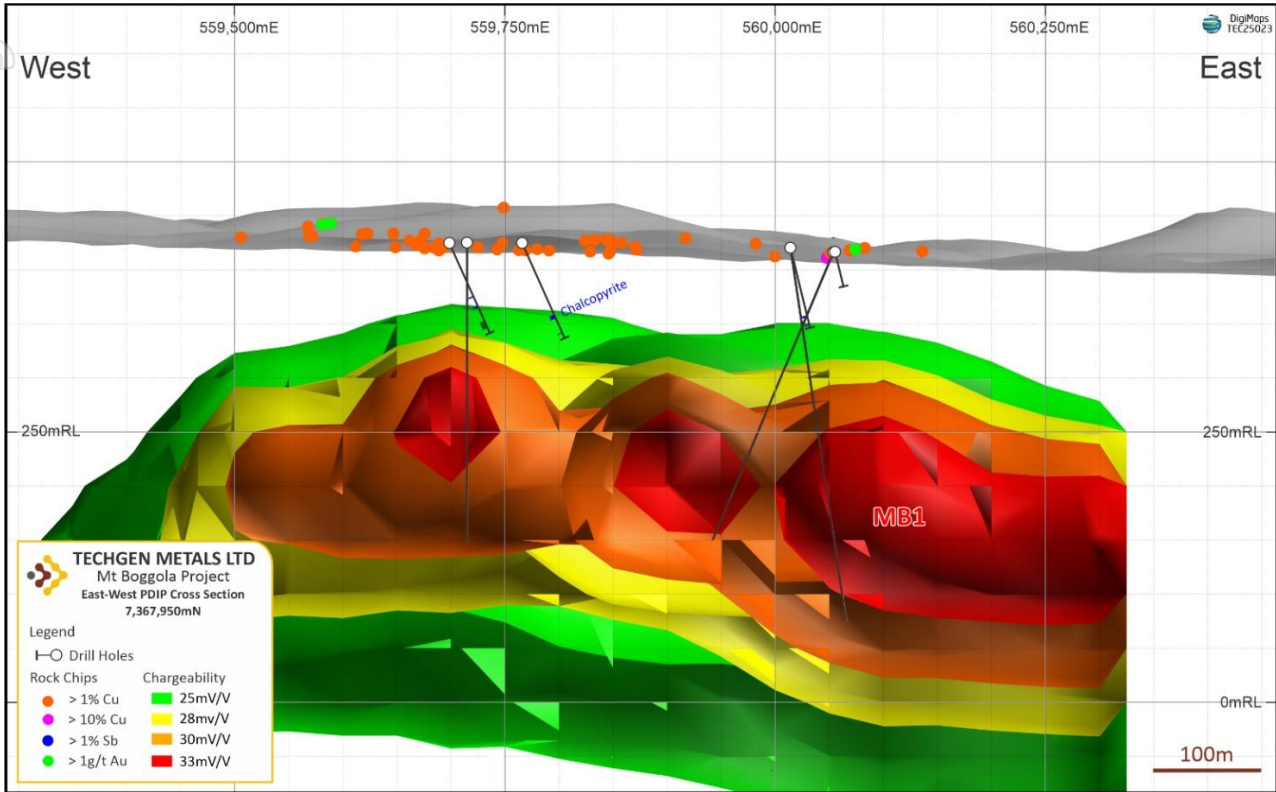 559,500mE
559,750mE
560,000mE
560,250mE
DigiMaps
TEC25023
West
East
Chalcopyrite
250mRL
250mRL
MB1
TECHGEN METALS LTD
Mt Boggola Project
East-West PDIP Cross Section
7,367,950mN
Legend
Drill Holes
Rock Chips
Chargeability
> 1% Cu
25mV/V
> 10% Cu
28mv/V
> 1% Sb
30mV/V
> 1g/t Au
33mV/V
0mRL
100m